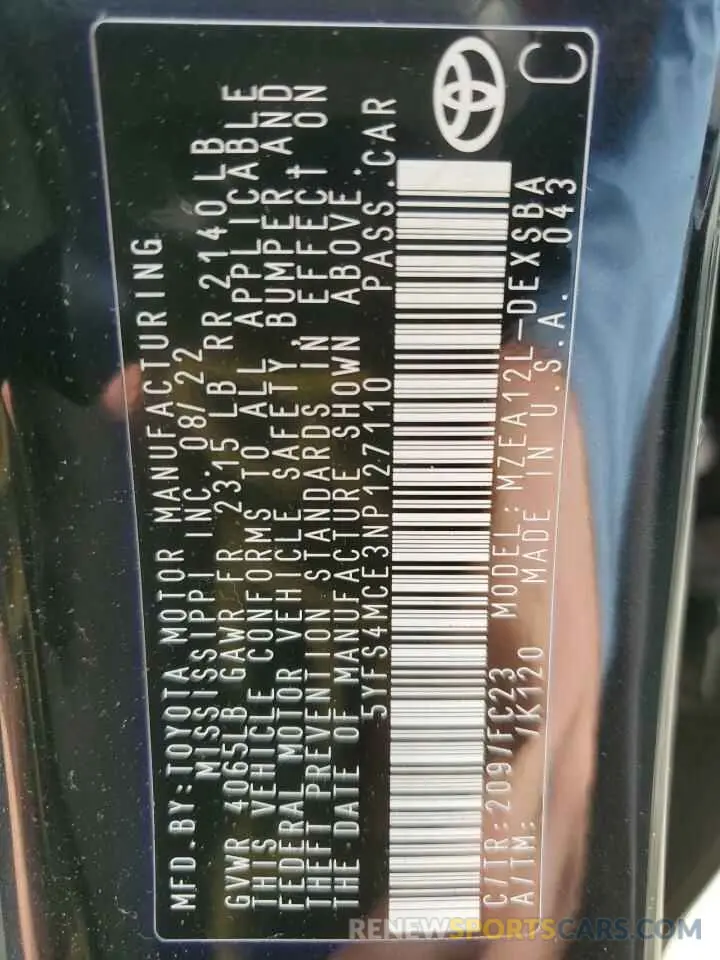 MFD.BY:TOYOTA MOTOR MANUFACTURING
MISSISSIPPI INC. 08/22
GVWR 4065LB GAWR FR 2315 LB RR 2140 LB
THIS VEHICLE CONFORMS TO ALL APPLICABLE
FEDERAL MOTOR VEHICLE SAFETY, BUMPER AND
THEFT PREVENTION STANDARDS IN EFFECT ON
THE DATE OF MANUFACTURE SHOWN ABOVE.
5YFS4MCE3NP127110 PASS.CAR
C/TR:209/FC23 MODEL:MZEA12L-DEXSBA
A/TM: /K120 MADE IN U.S.A. 043
C
RENEWSPORTSCARS.COM